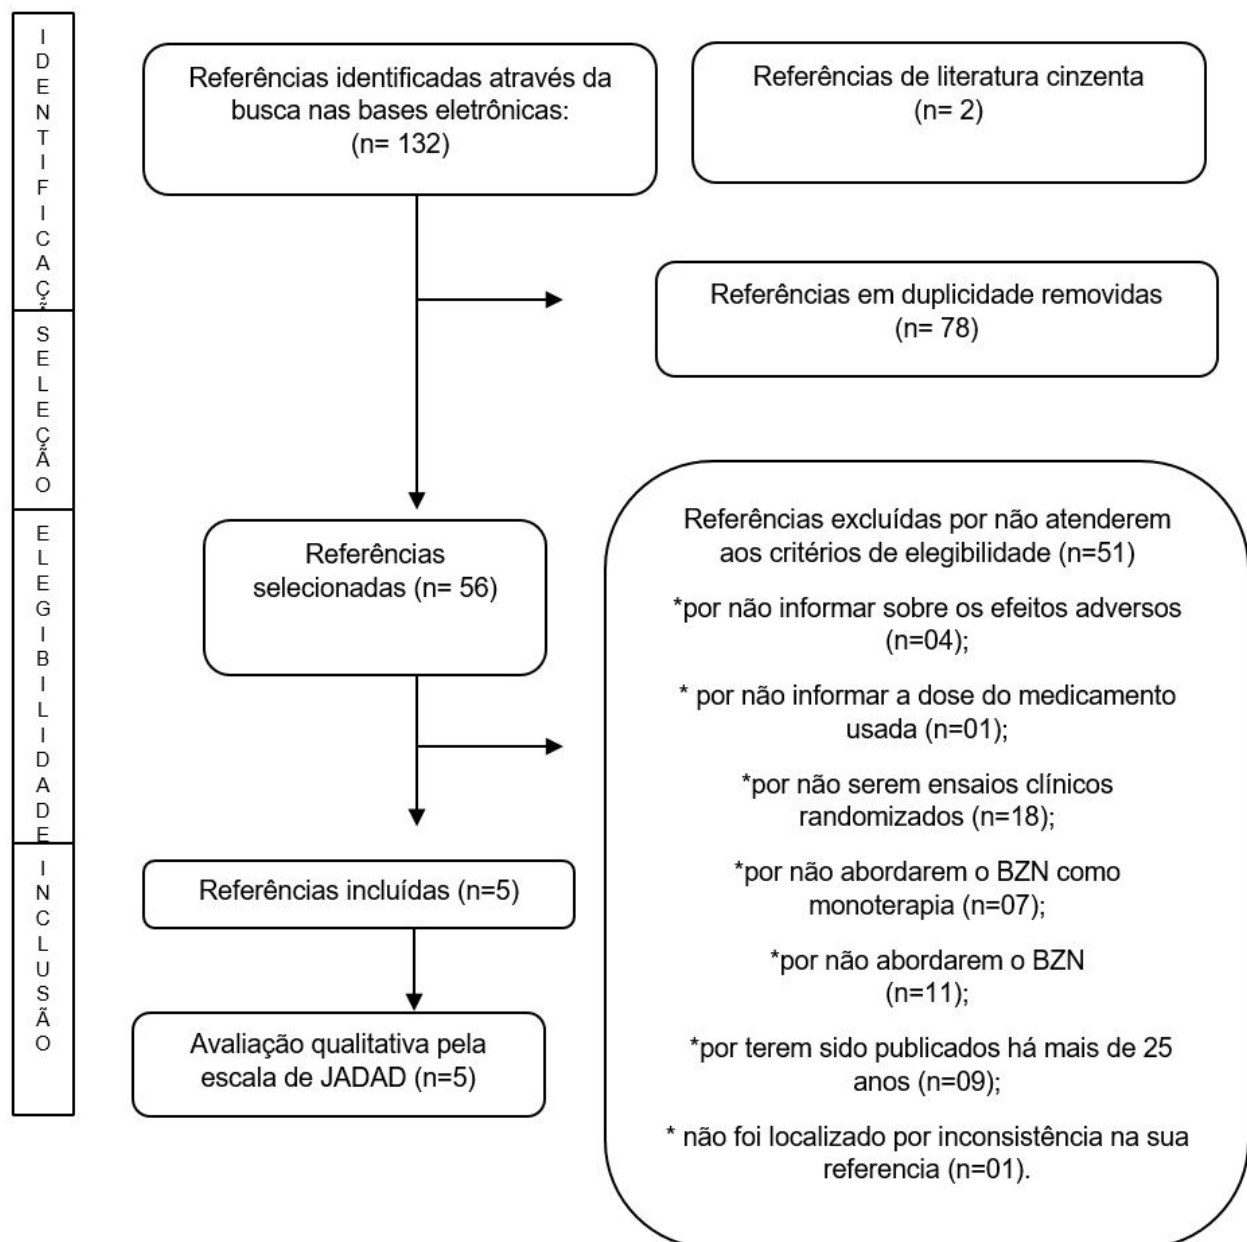 IDENTIFICAÇÃ
Referências identificadas através da
busca nas bases eletrônicas:
(n= 132)
Referências de literatura cinzenta
(n= 2)
Referências em duplicidade removidas
(n= 78)
SELEÇÃO
ELEGIBILIDADE
Referências
selecionadas (n= 56)
Referências excluídas por não atenderem
aos critérios de elegibilidade (n=51)
*por não informar sobre os efeitos adversos
(n=04);
* por não informar a dose do medicamento
usada (n=01);
*por não serem ensaios clínicos
randomizados (n=18);
*por não abordarem o BZN como
monoterapia (n=07);
*por não abordarem o BZN
(n=11);
*por terem sido publicados há mais de 25
anos (n=09);
* não foi localizado por inconsistência na sua
referencia (n=01).
INCLUSÃO
Referências incluídas (n=5)
Avaliação qualitativa pela
escala de JADAD (n=5)